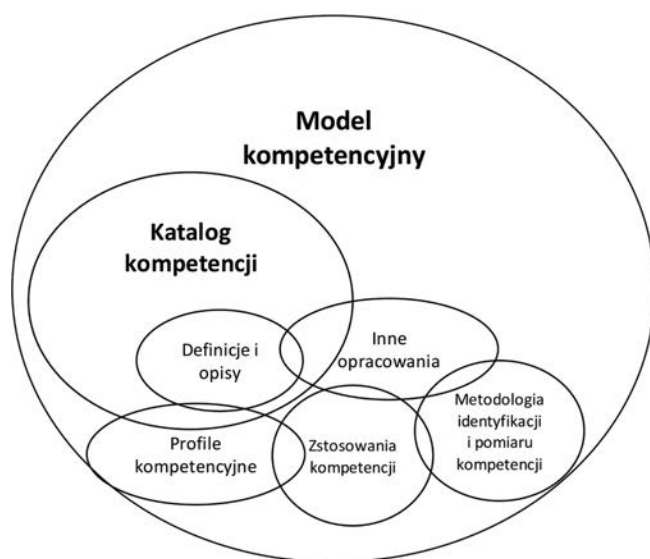 Model
kompetencyjny
Katalog
kompetencji
Definicje i
opisy
Inne
opracowania
Metodologia
identyfikacji
i pomiaru
kompetencji
Profile
kompetencyjne
Zstosowania
kompetencji